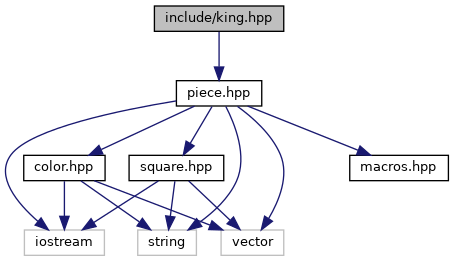 include/king.hpp
piece.hpp
color.hpp
square.hpp
macros.hpp
iostream
string
vector